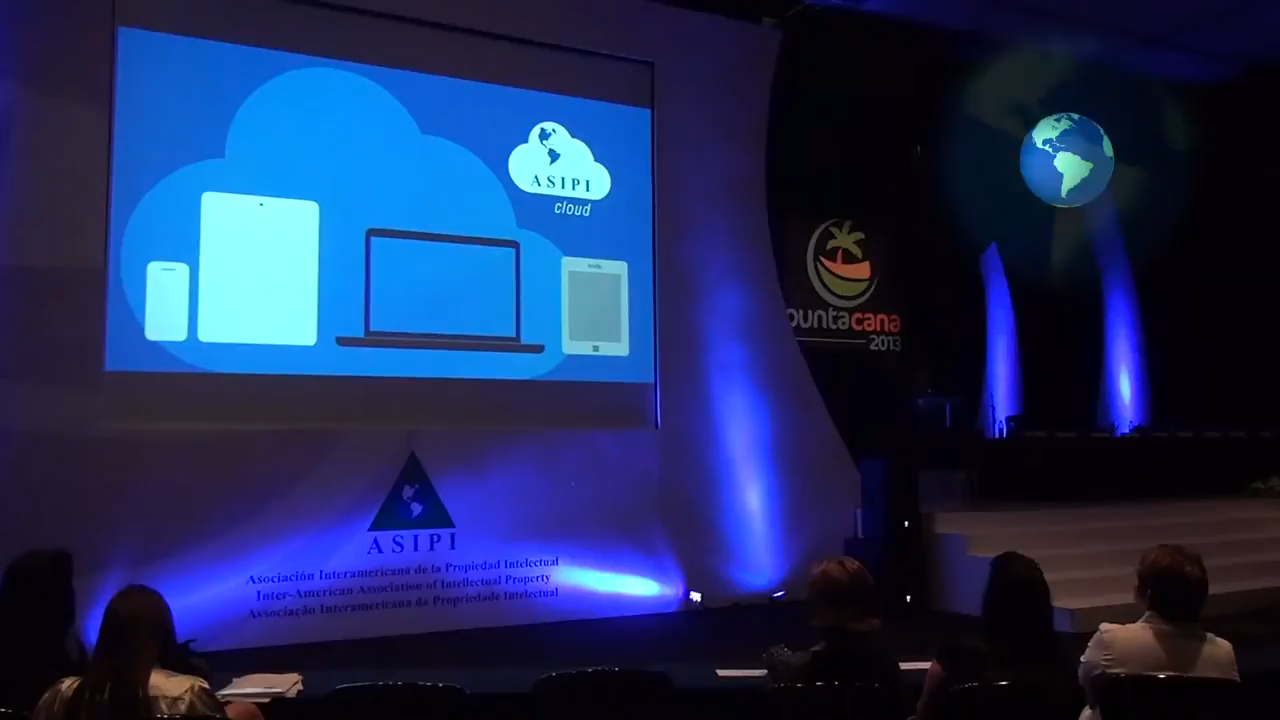 ASIPI
cloud
kindle
puntacana
2013
ASIPI
Asociación Interamericana de la Propiedad Intelectual
Inter-American Association of Intellectual Property
Associação Interamericana da Propriedade Intelectual